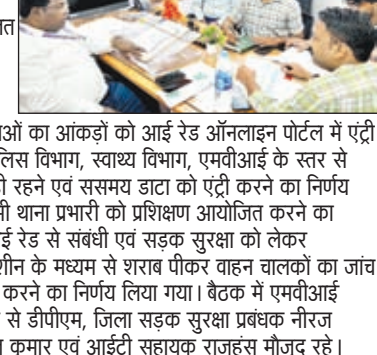 त
ओं का आंकड़ों को आई रेड ऑनलाइन पोर्टल में एंट्री
लिस विभाग, स्वाथ्य विभाग, एमवीआई के स्तर से
ही रहने एवं ससमय डाटा को एंट्री करने का निर्णय
भी थाना प्रभारी को प्रशिक्षण आयोजित करने का
ई रेड से संबंधी एवं सड़क सुरक्षा को लेकर
शीन के मध्यम से शराब पीकर वाहन चालकों का जांच
करने का निर्णय लिया गया। बैठक में एमवीआई
से डीपीएम, जिला सड़क सुरक्षा प्रबंधक नीरज
कुमार एवं आईटी सहायक राजहंस मौजूद रहे।